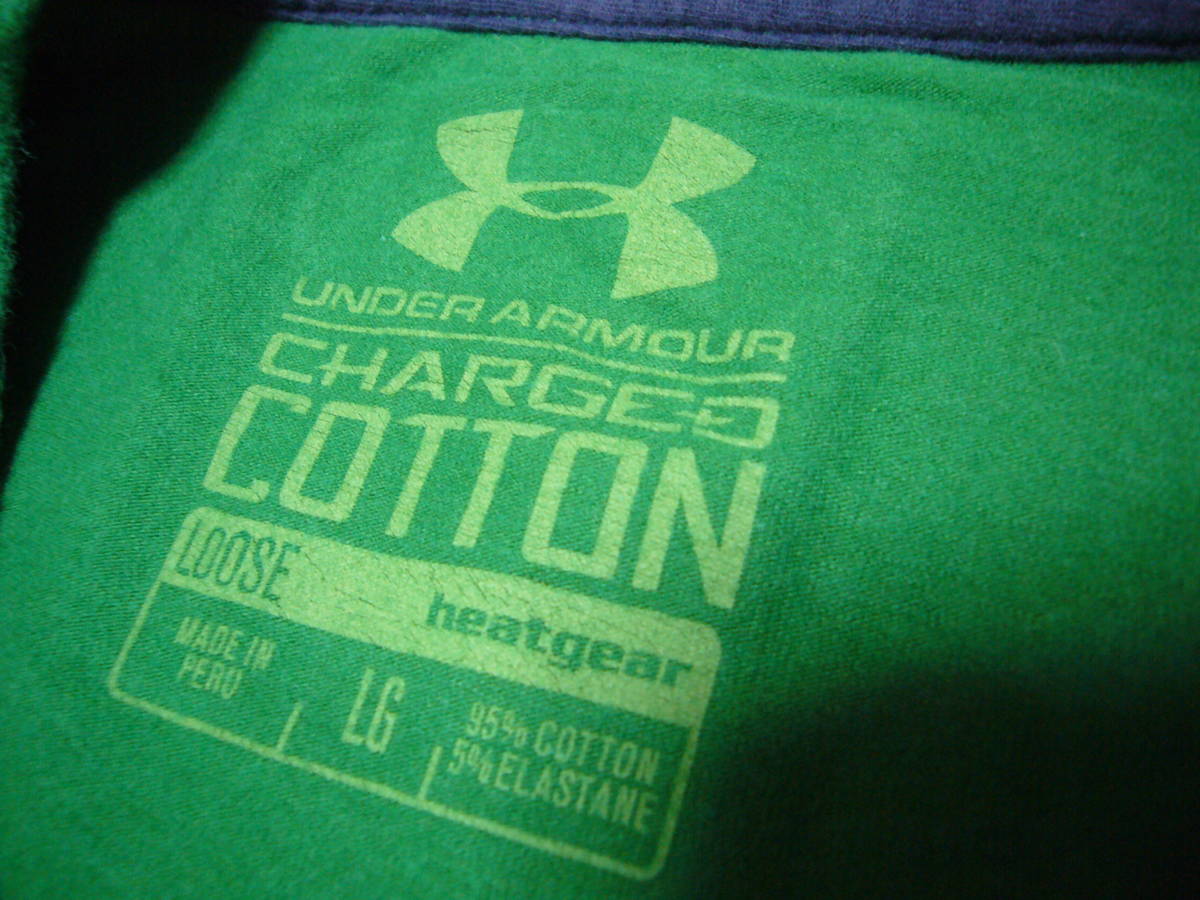 UNDER ARMOUR
CHARGED
COTTON
LOOSE heatgear
MADE IN
PERU
LG
95% COTTON
5% ELASTANE